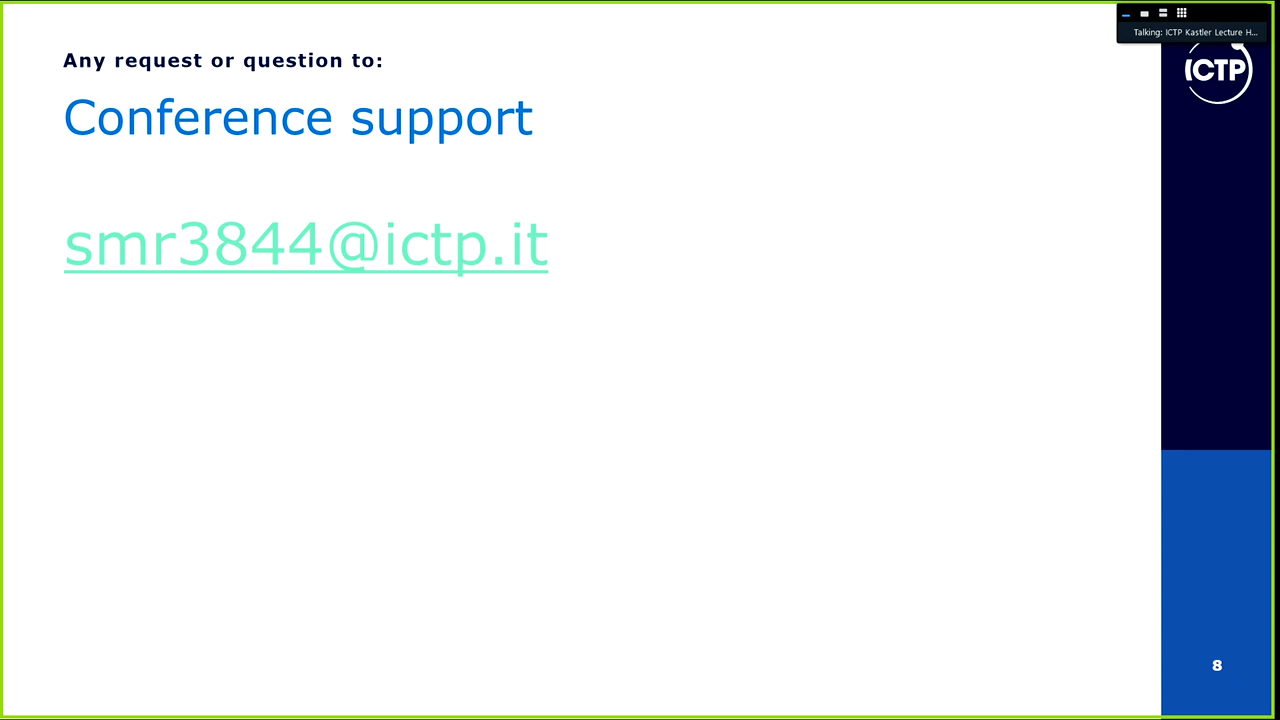 Talking: ICTP Kastler Lecture H...
Any request or question to:
ICTP
Conference support
smr3844@ictp.it
8